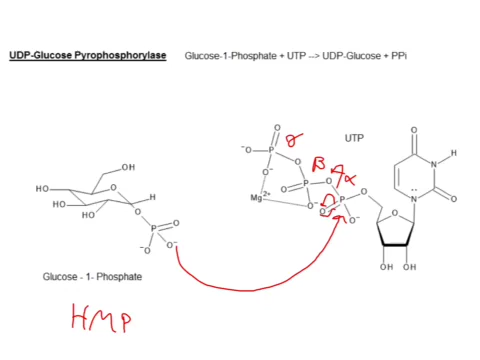 UDP-Glucose Pyrophosphorylase Glucose-1-Phosphate + UTP --> UDP-Glucose + PPi
UTP
γ
β
α
Mg2+
O
P
O-
-O
OH
HO
HO
HO
H
O
P
O
-O
O-
O
N
H
N
O
OH
OH
Glucose - 1- Phosphate
HMP